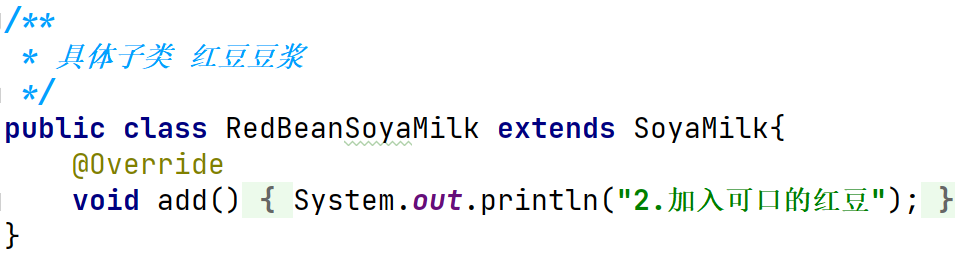 /**
 * 具体子类 红豆豆浆
 */
public class RedBeanSoyaMilk extends SoyaMilk{
    @Override
    void add() { System.out.println("2.加入可口的红豆"); }
}